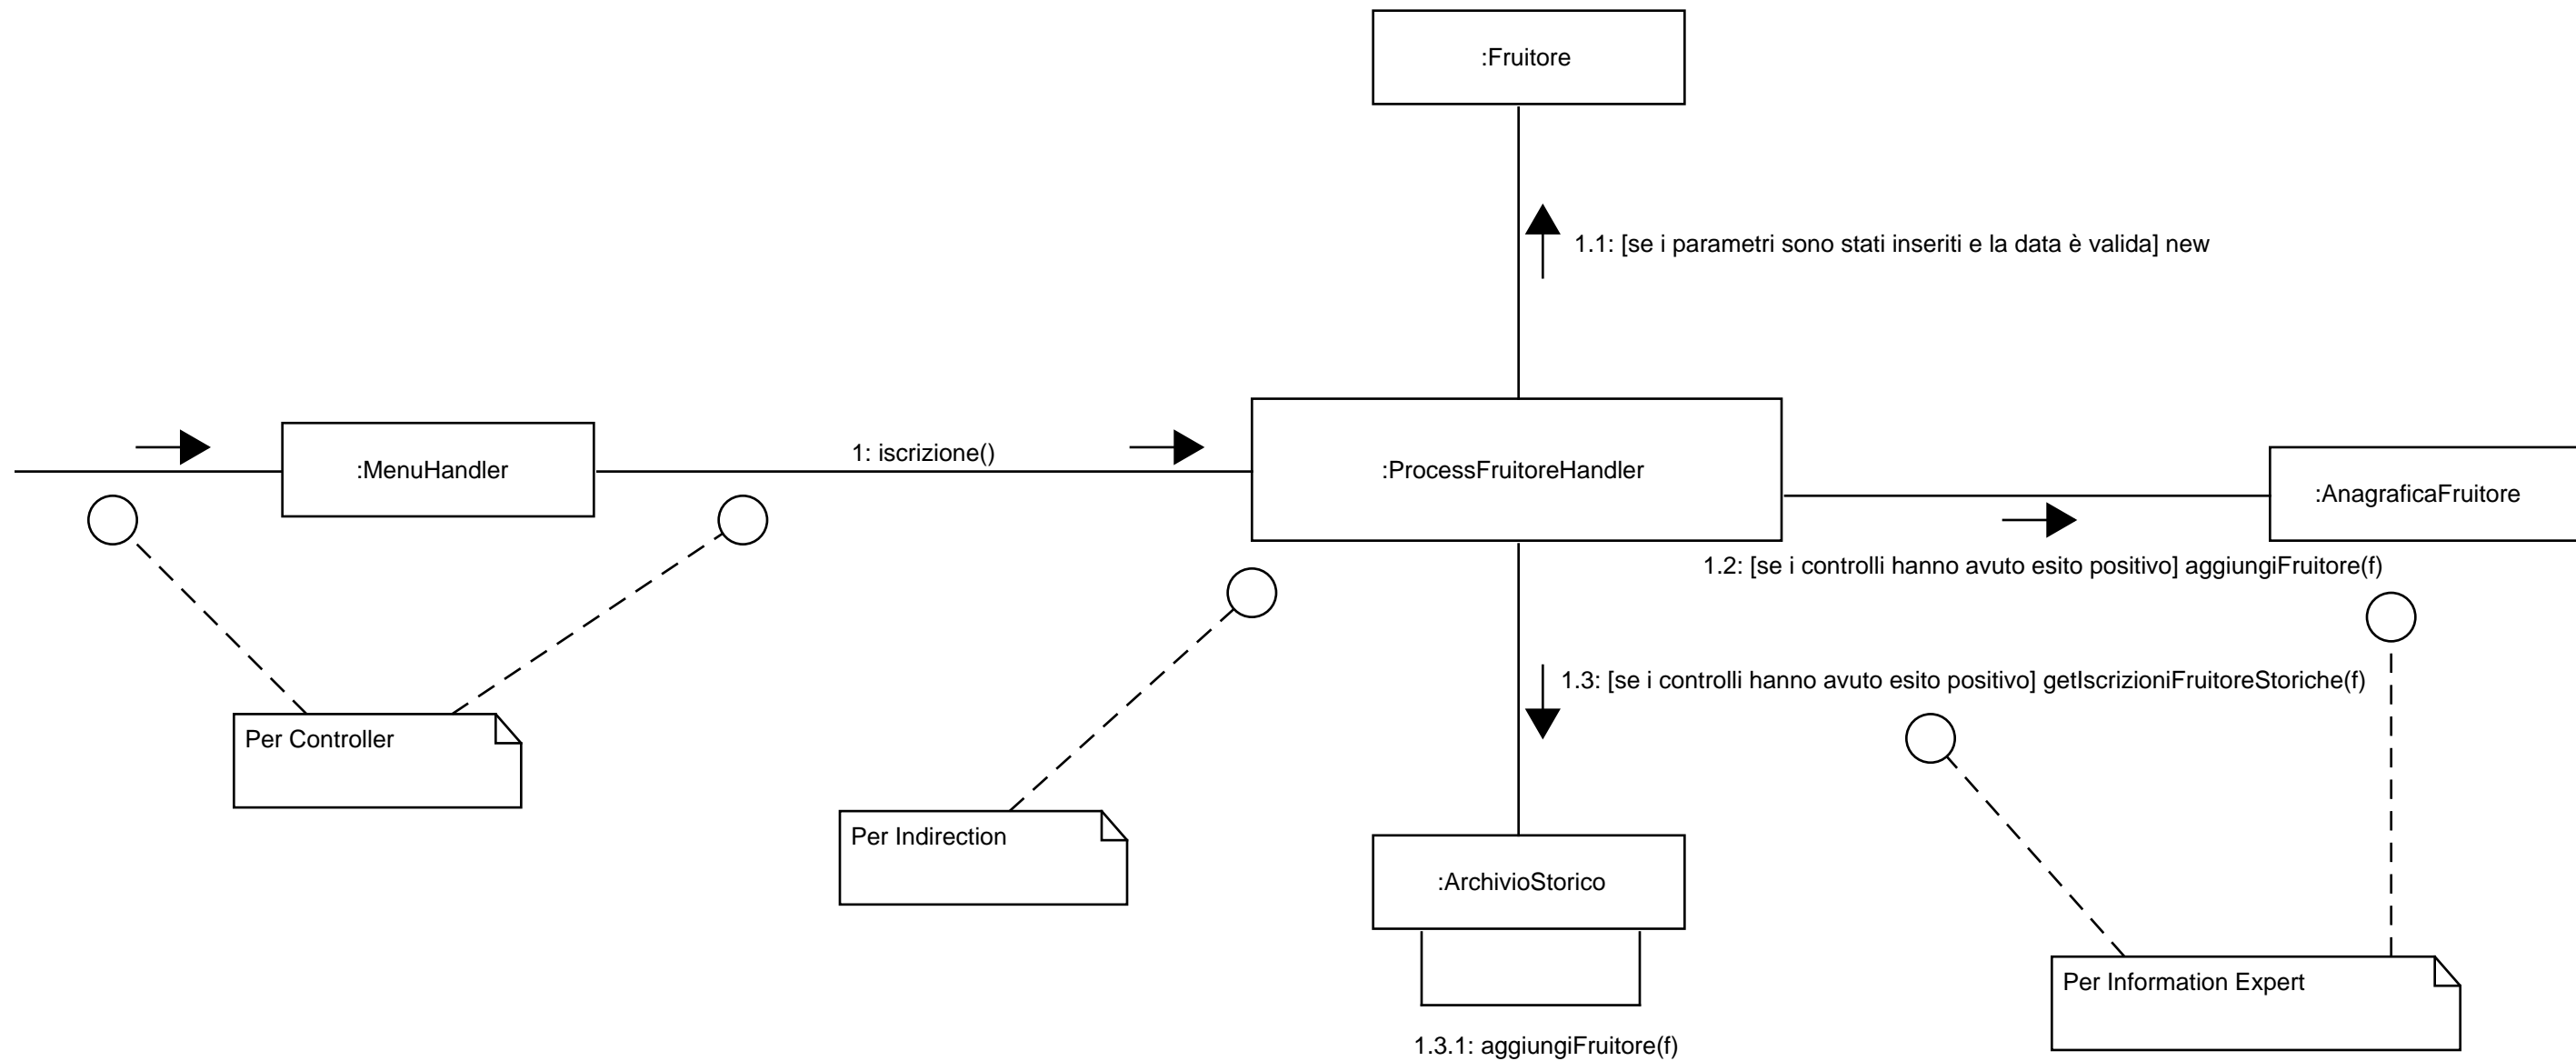 :Fruitore
1.1: [se i parametri sono stati inseriti e la data è valida] new
:MenuHandler
1: iscrizione()
:ProcessFruitoreHandler
:AnagraficaFruitore
1.2: [se i controlli hanno avuto esito positivo] aggiungiFruitore(f)
1.3: [se i controlli hanno avuto esito positivo] getIscrizioniFruitoreStoriche(f)
Per Controller
Per Indirection
:ArchivioStorico
Per Information Expert
1.3.1: aggiungiFruitore(f)